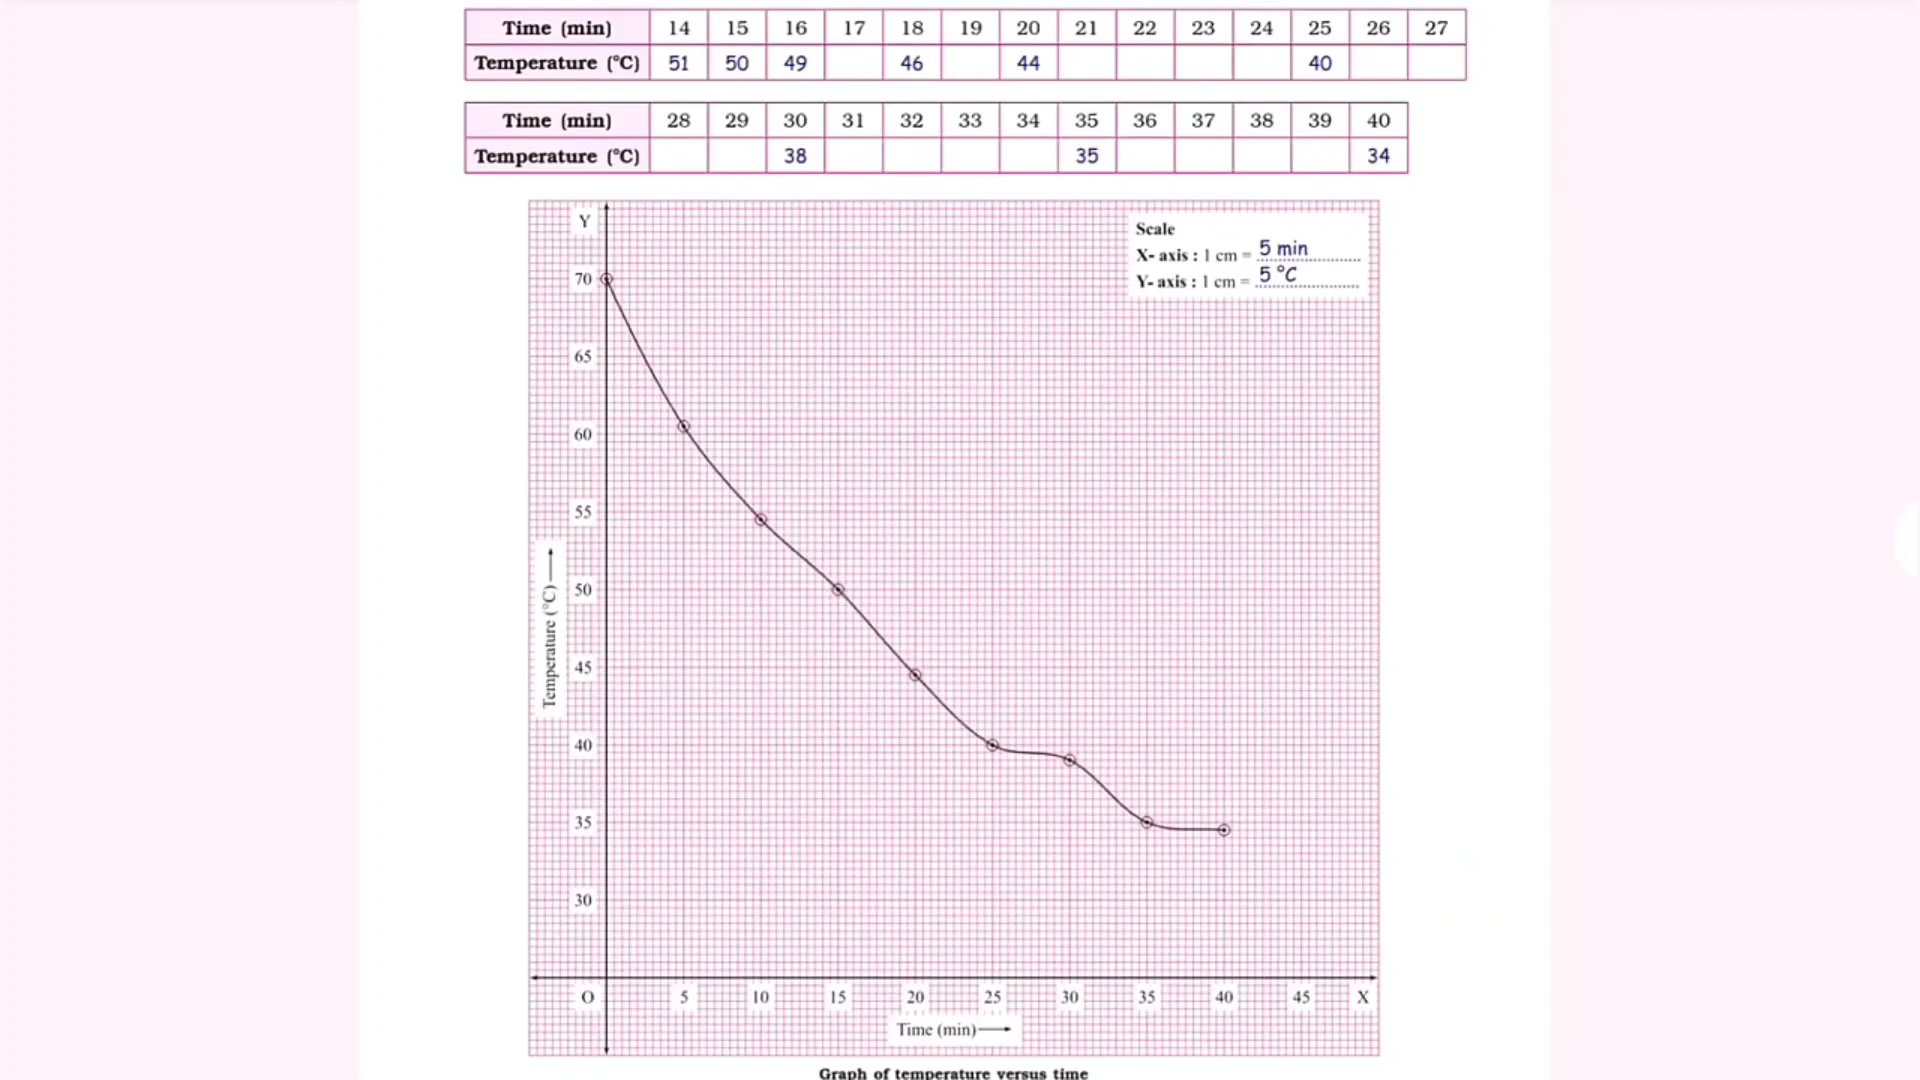 Time (min) 14 15 16 17 18 19 20 21 22 23 24 25 26 27
Temperature (°C) 51 50 49 46 44 40
Time (min) 28 29 30 31 32 33 34 35 36 37 38 39 40
Temperature (°C) 38 35 34
Y
Scale
X- axis : 1 cm = 5 min
Y- axis : 1 cm = 5 °C
70
65
60
55
50
45
40
35
30
Temperature (°C)
O 5 10 15 20 25 30 35 40 45 X
Time (min)
Graph of temperature versus time